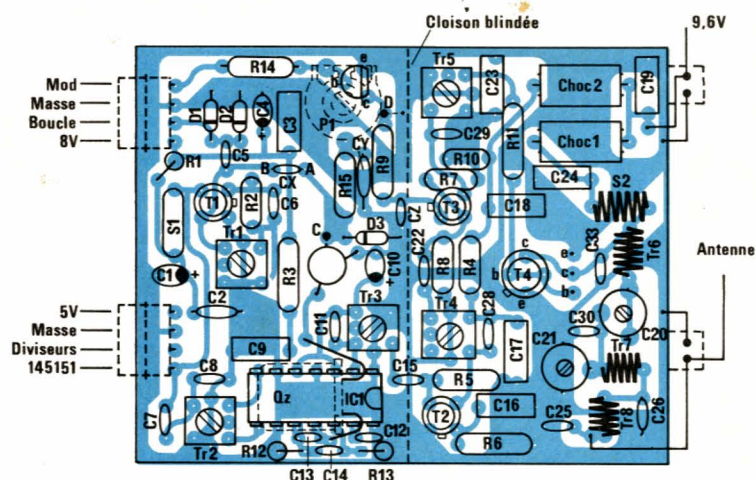 Cloison blindée
9,6V
Mod
Masse
Boucle
8V
R14
e
b
c
D
P1
D1
D2
C4
C3
C5
R1
B
A
CX
CY
R15
R9
T1
R2
C6
S1
Tr1
C
D3
CZ
C1
+
R3
+C10
C2
5V
Masse
Diviseurs
145151
C9
C11
Tr3
C8
C15
Qz
IC1
C7
Tr2
R12
C12
C13
C14
R13
Tr5
C23
C29
R10
R7
R11
T3
C18
Choc 2
Choc1
C19
C24
S2
C22
R8
R4
c
b
T4
e
e
c
b
C33
Tr6
Antenne
Tr4
C28
C17
C21
C30
C20
Tr7
R5
T2
C16
R6
C25
Tr8
C26